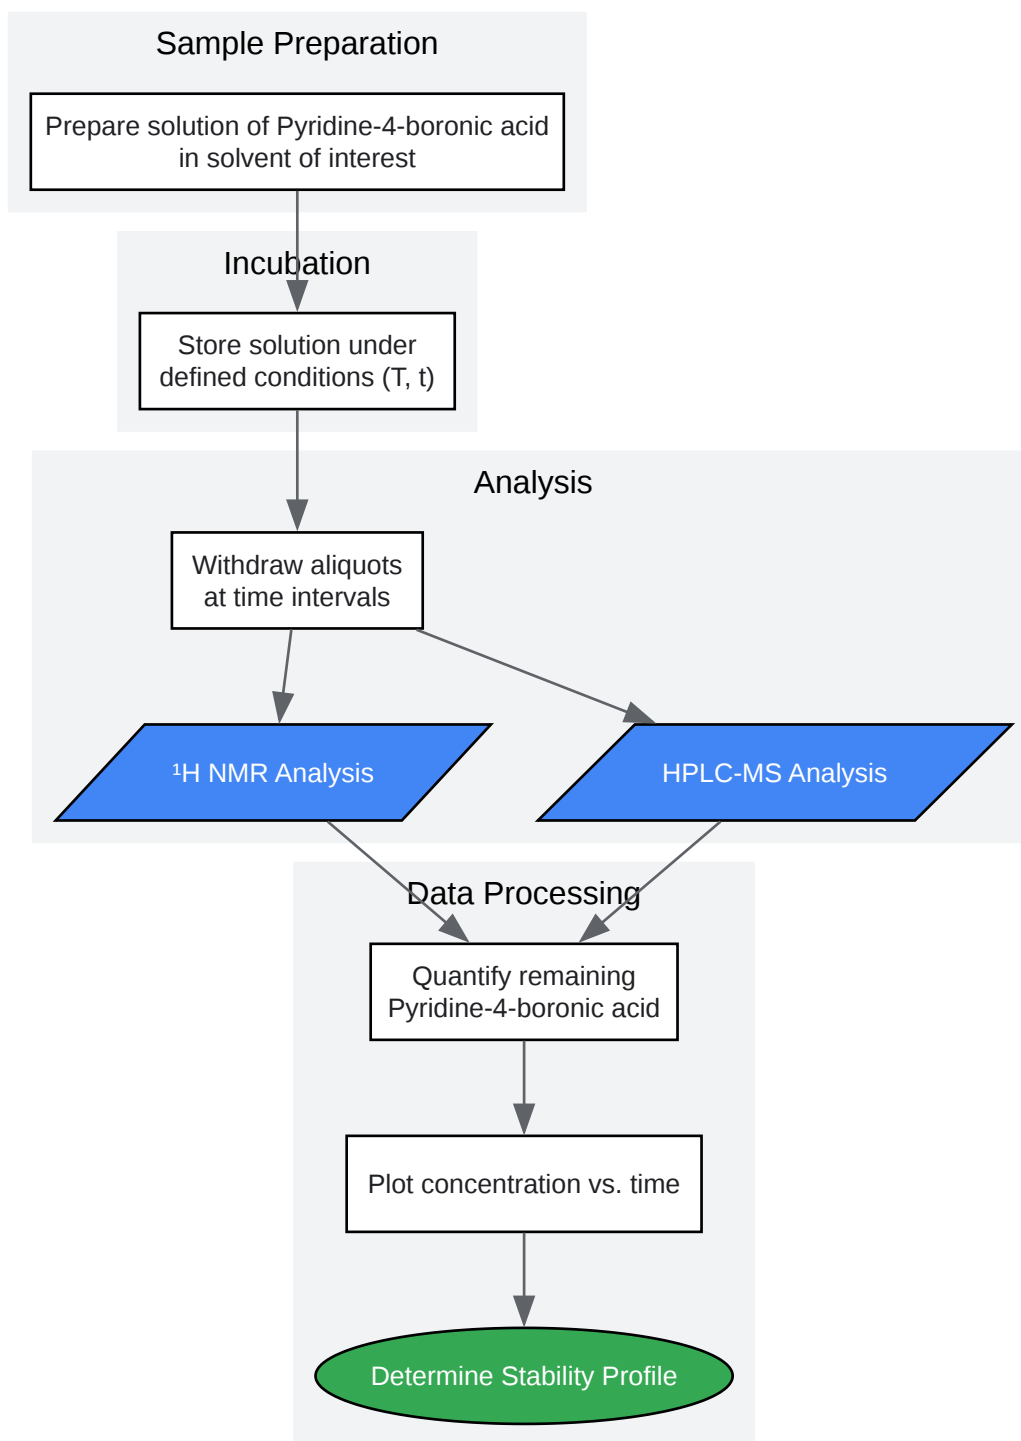 Sample Preparation
Prepare solution of Pyridine-4-boronic acid
in solvent of interest
Incubation
Store solution under
defined conditions (T, t)
Analysis
Withdraw aliquots
at time intervals
¹H NMR Analysis
HPLC-MS Analysis
Data Processing
Quantify remaining
Pyridine-4-boronic acid
Plot concentration vs. time
Determine Stability Profile